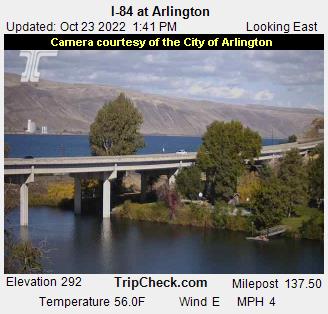 I-84 at Arlington
Updated: Oct 23 2022 1:41 PM Looking East
Camera courtesy of the City of Arlington
Elevation 292 TripCheck.com Milepost 137.50
Temperature 56.0F Wind E MPH 4